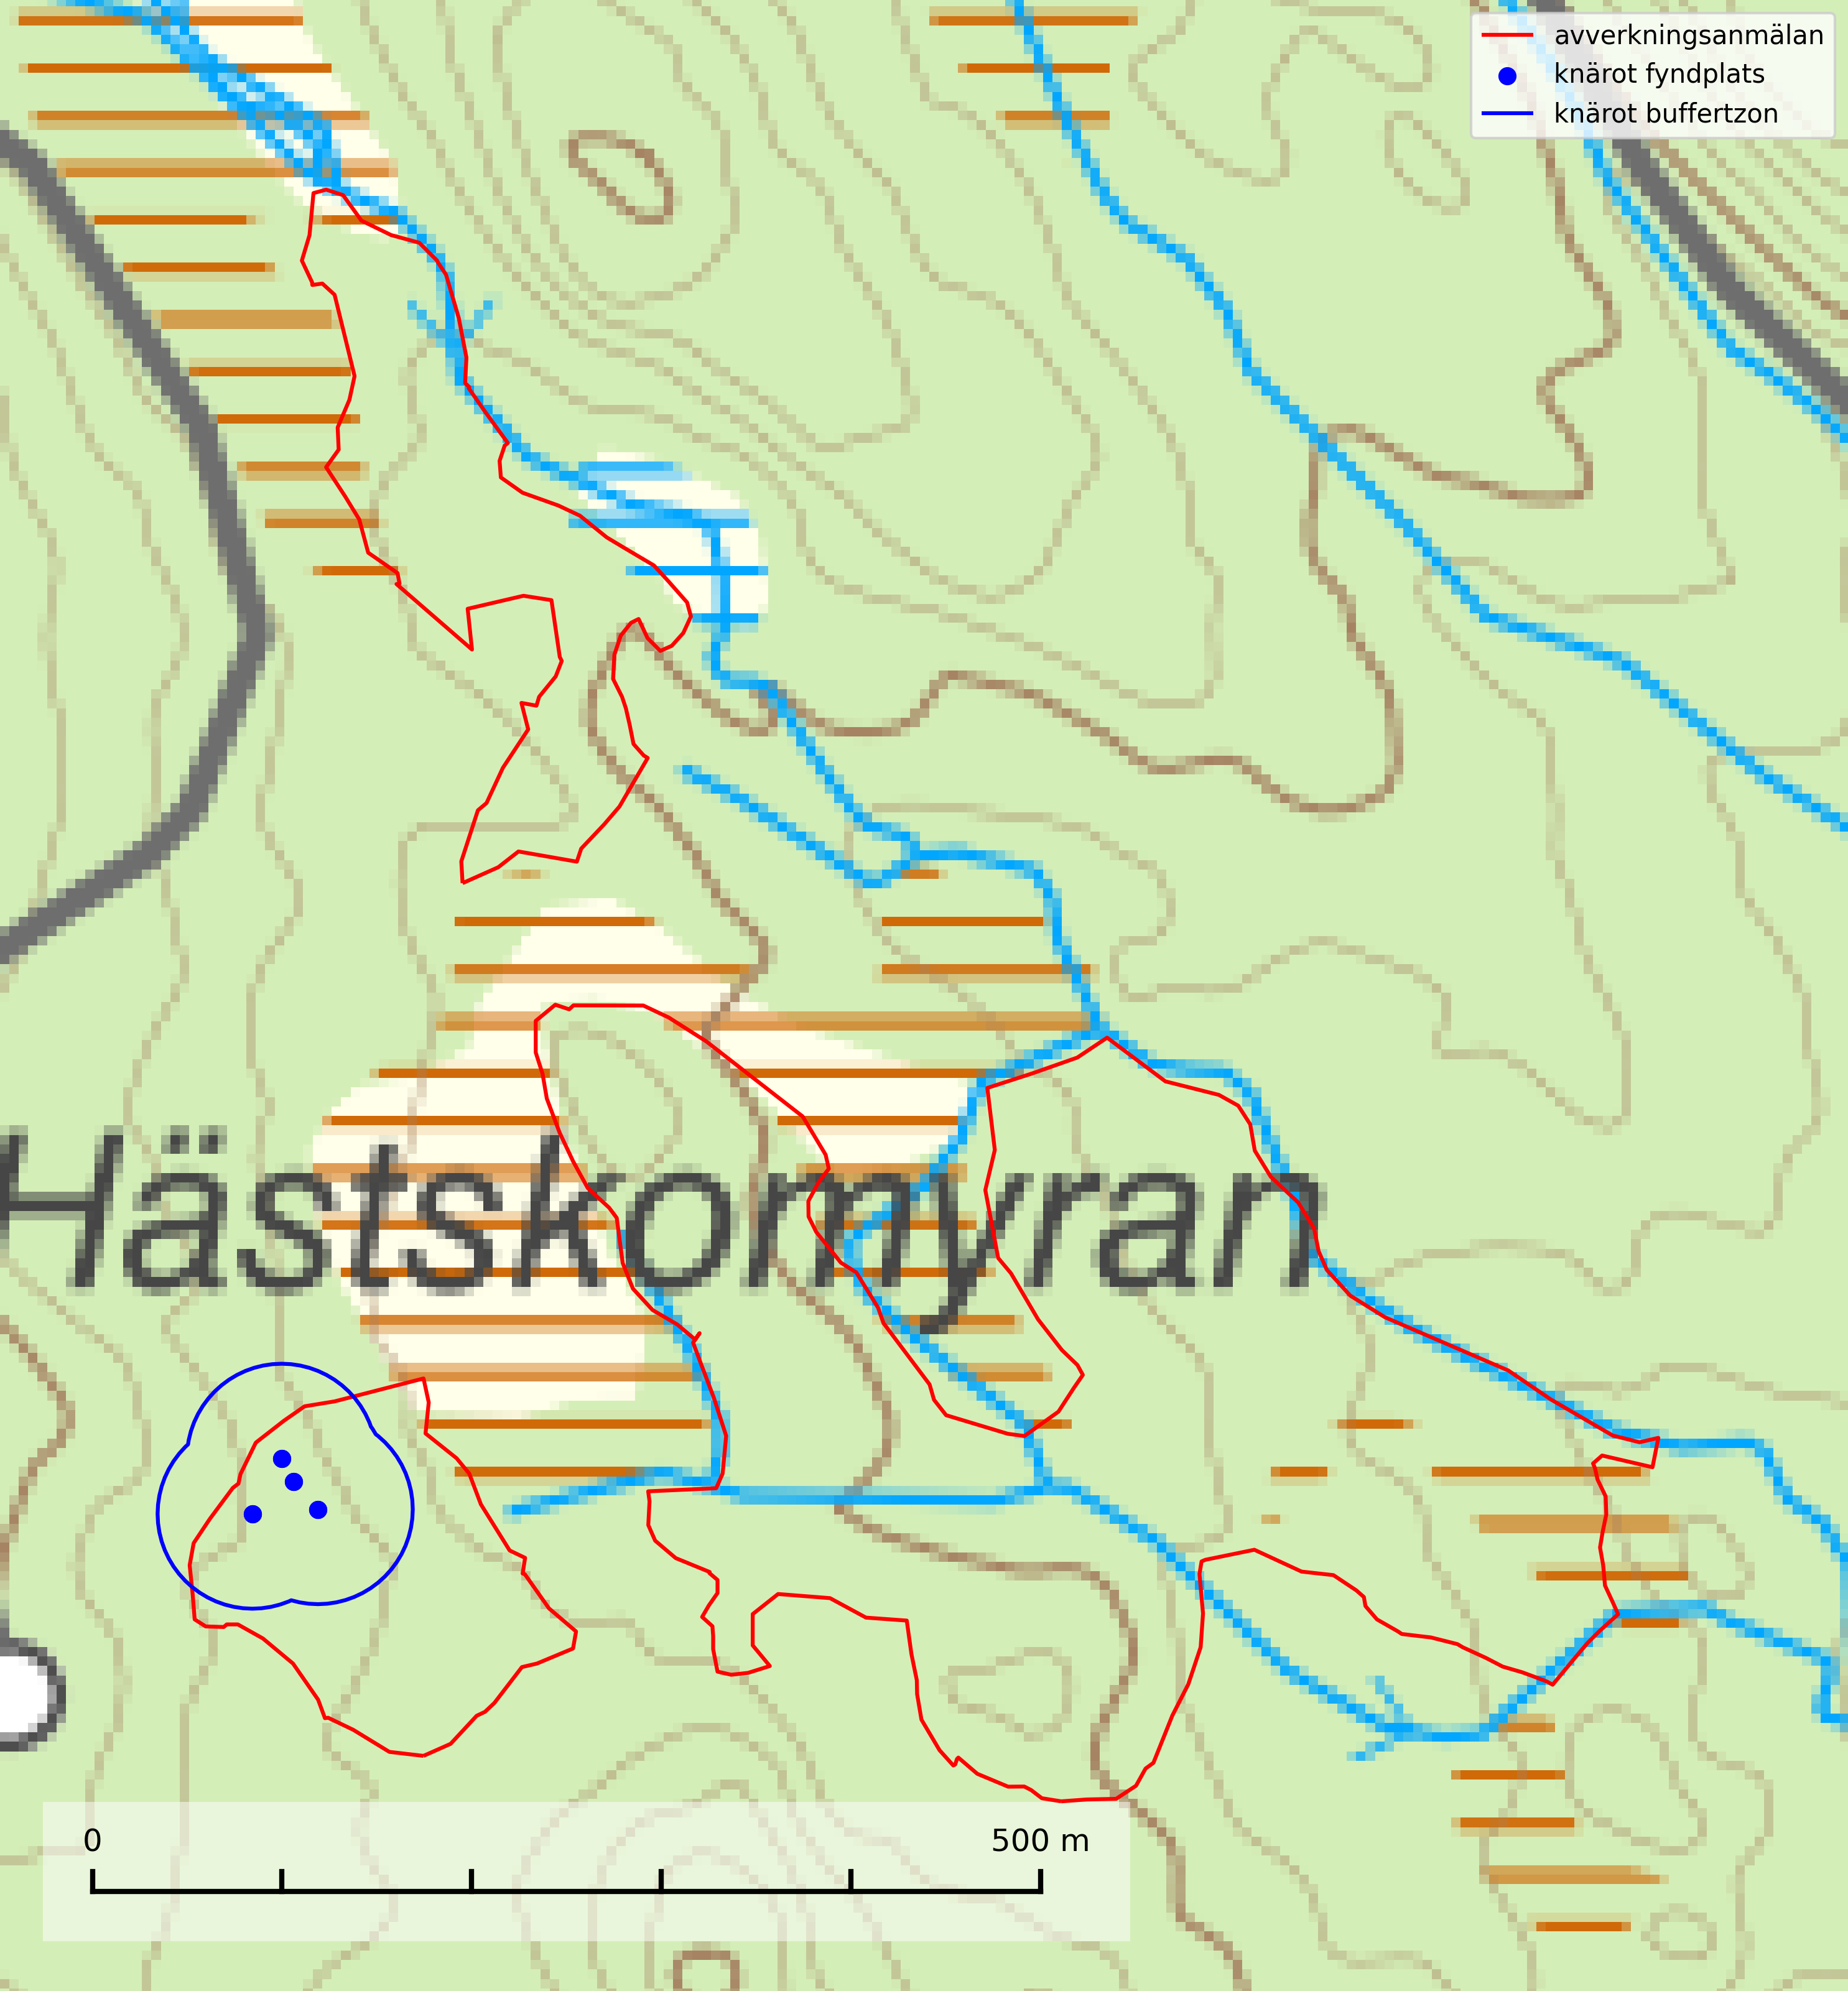 avverkningsanmälan
knärot fyndplats
knärot buffertzon
Hästskomyran
0 500 m